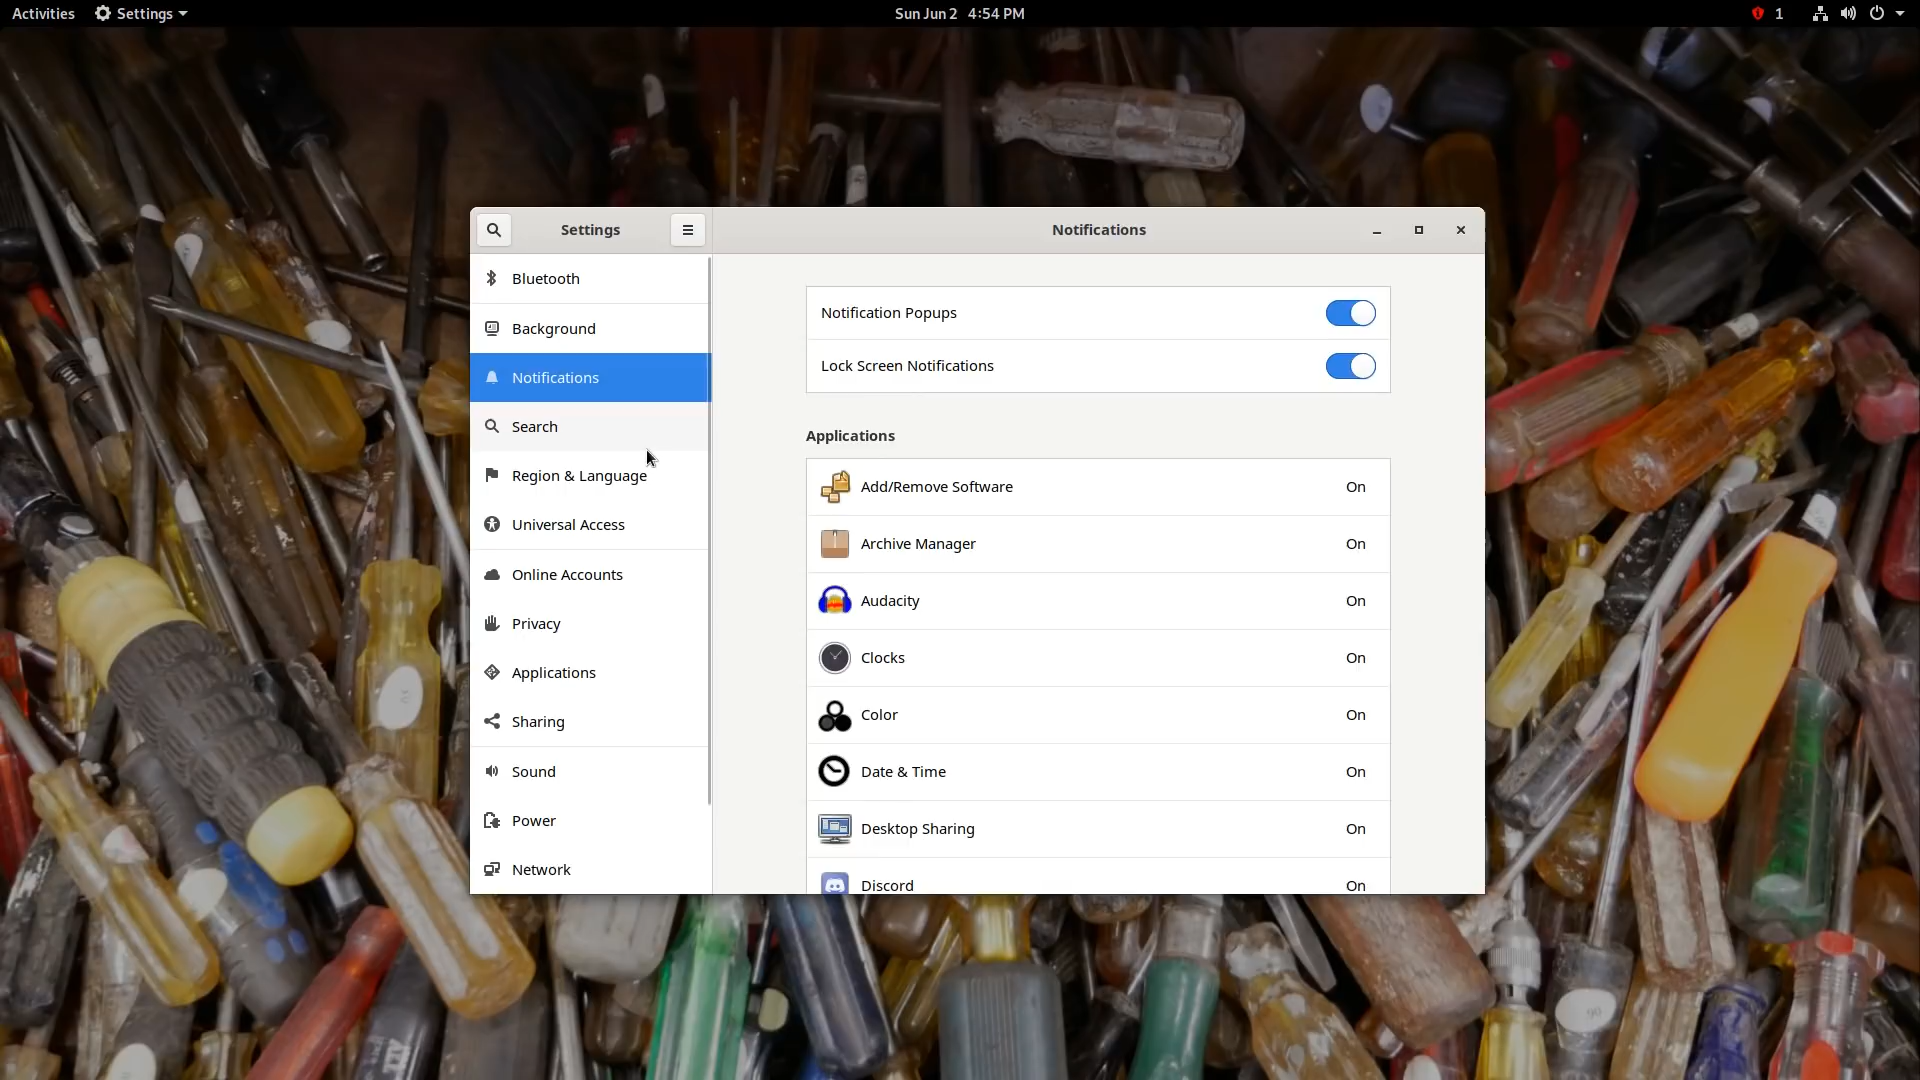 Activities Settings Sun Jun 2 4:54 PM 1
Settings Notifications
Bluetooth
Background
Notifications
Search
Region & Language
Universal Access
Online Accounts
Privacy
Applications
Sharing
Sound
Power
Network
Notification Popups
Lock Screen Notifications
Applications
Add/Remove Software On
Archive Manager On
Audacity On
Clocks On
Color On
Date & Time On
Desktop Sharing On
Discord On